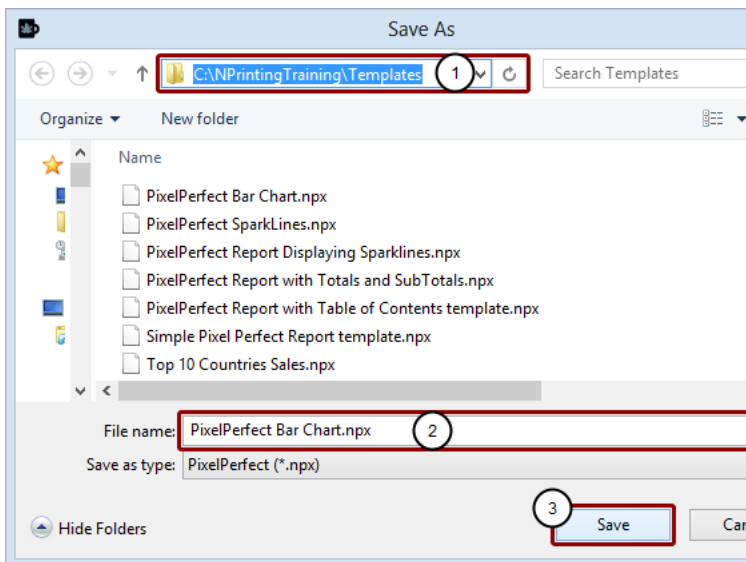 Save As
C:\NPrintingTraining\Templates 1 Search Templates
Organize New folder
Name
PixelPerfect Bar Chart.npx
PixelPerfect SparkLines.npx
PixelPerfect Report Displaying Sparklines.npx
PixelPerfect Report with Totals and SubTotals.npx
PixelPerfect Report with Table of Contents template.npx
Simple Pixel Perfect Report template.npx
Top 10 Countries Sales.npx
File name: PixelPerfect Bar Chart.npx 2
Save as type: PixelPerfect (*.npx)
3
Hide Folders Save Car